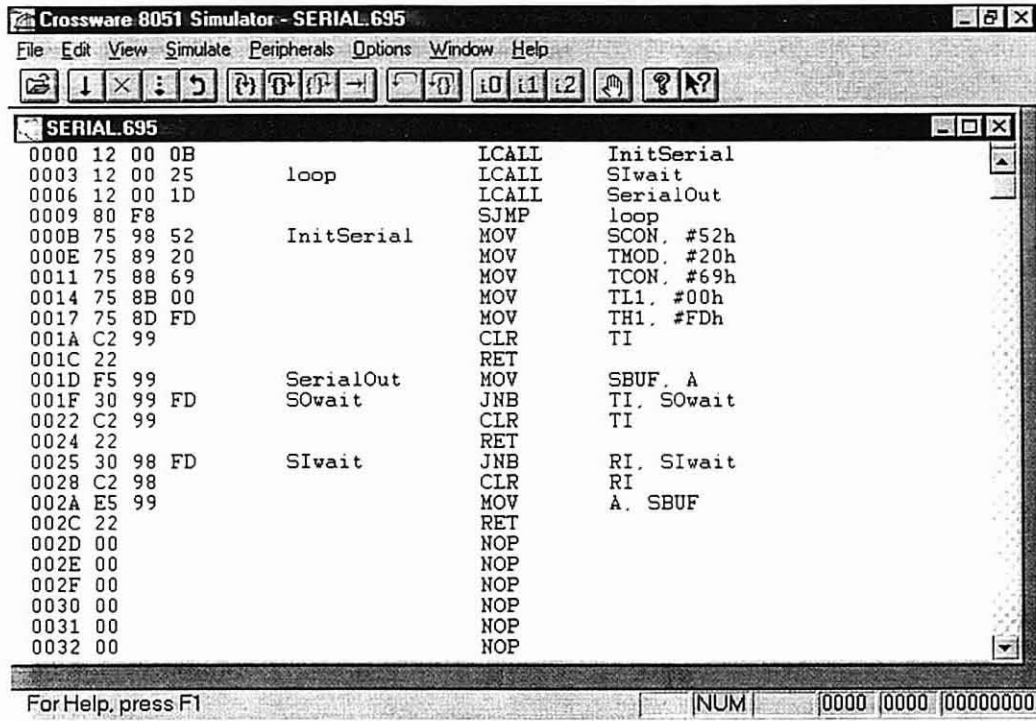 Crossware 8051 Simulator - SERIAL.695
File Edit View Simulate Peripherals Options Window Help
i0 i1 i2
SERIAL.695
0000 12 00 0B LCALL InitSerial
0003 12 00 25 loop LCALL SIwait
0006 12 00 1D LCALL SerialOut
0009 80 F8 SJMP loop
000B 75 98 52 InitSerial MOV SCON, #52h
000E 75 89 20 MOV TMOD, #20h
0011 75 88 69 MOV TCON, #69h
0014 75 8B 00 MOV TL1, #00h
0017 75 8D FD MOV TH1, #FDh
001A C2 99 CLR TI
001C 22 RET
001D F5 99 SerialOut MOV SBUF, A
001F 30 99 FD SOwait JNB TI, SOwait
0022 C2 99 CLR TI
0024 22 RET
0025 30 98 FD SIwait JNB RI, SIwait
0028 C2 98 CLR RI
002A E5 99 MOV A, SBUF
002C 22 RET
002D 00 NOP
002E 00 NOP
002F 00 NOP
0030 00 NOP
0031 00 NOP
0032 00 NOP
For Help, press F1 NUM 0000 0000 00000000